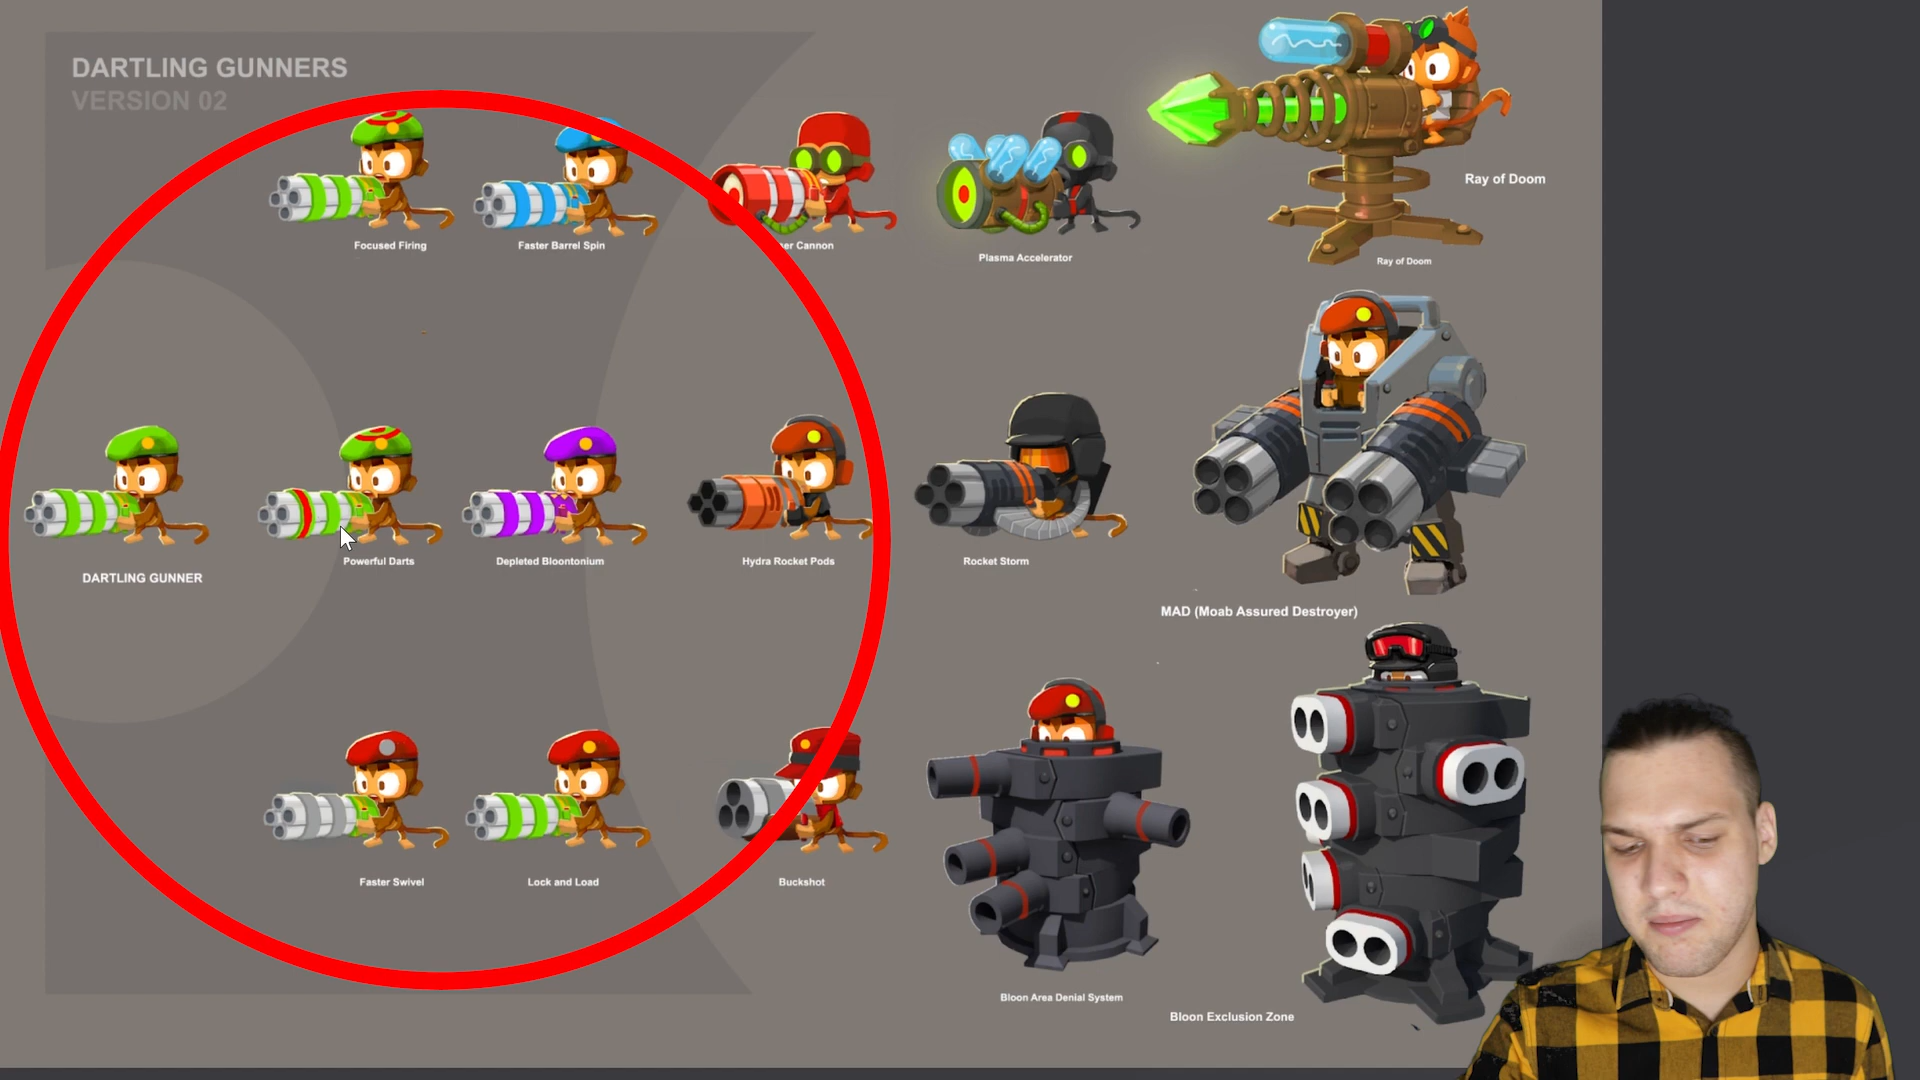 DARTLING GUNNERS
VERSION 02
Focused Firing
Faster Barrel Spin
Cannon
Plasma Accelerator
Ray of Doom
Ray of Doom
DARTLING GUNNER
Powerful Darts
Depleted Bloontonium
Hydra Rocket Pods
Rocket Storm
MAD (Moab Assured Destroyer)
Faster Swivel
Lock and Load
Buckshot
Bloon Area Denial System
Bloon Exclusion Zone